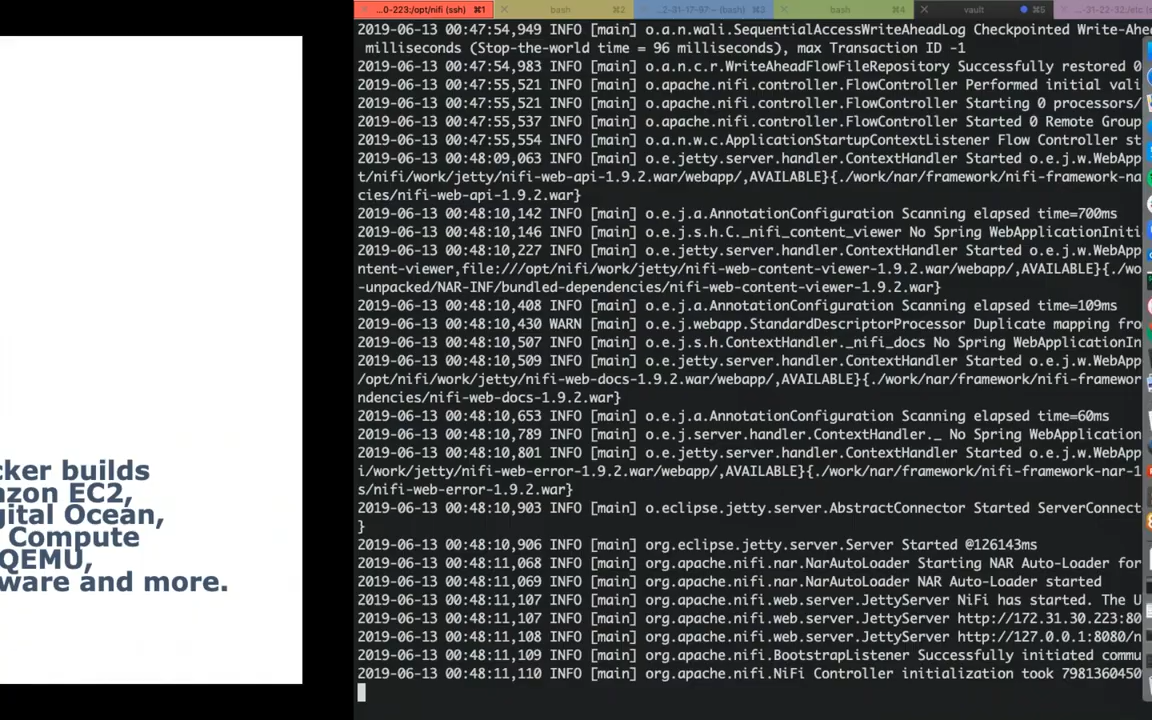 ...0-223:/opt/nifi (ssh) ⌘1 bash ⌘2 ...2-31-17-97:~ (bash) ⌘3 bash ⌘4 vault ⌘5
2019-06-13 00:47:54,949 INFO [main] o.a.n.wali.SequentialAccessWriteAheadLog Checkpointed Write-Ahe
milliseconds (Stop-the-world time = 96 milliseconds), max Transaction ID -1
2019-06-13 00:47:54,983 INFO [main] o.a.n.c.r.WriteAheadFlowFileRepository Successfully restored 0
2019-06-13 00:47:55,521 INFO [main] o.apache.nifi.controller.FlowController Performed initial vali
2019-06-13 00:47:55,521 INFO [main] o.apache.nifi.controller.FlowController Starting 0 processors/
2019-06-13 00:47:55,537 INFO [main] o.apache.nifi.controller.FlowController Started 0 Remote Group
2019-06-13 00:47:55,554 INFO [main] o.a.n.w.c.ApplicationStartupContextListener Flow Controller st
2019-06-13 00:48:09,063 INFO [main] o.e.jetty.server.handler.ContextHandler Started o.e.j.w.WebApp
t/nifi/work/jetty/nifi-web-api-1.9.2.war/webapp/,AVAILABLE}{./work/nar/framework/nifi-framework-na
cies/nifi-web-api-1.9.2.war}
2019-06-13 00:48:10,142 INFO [main] o.e.j.a.AnnotationConfiguration Scanning elapsed time=700ms
2019-06-13 00:48:10,146 INFO [main] o.e.j.s.h.C._nifi_content_viewer No Spring WebApplicationIniti
2019-06-13 00:48:10,227 INFO [main] o.e.jetty.server.handler.ContextHandler Started o.e.j.w.WebApp
ntent-viewer,file:///opt/nifi/work/jetty/nifi-web-content-viewer-1.9.2.war/webapp/,AVAILABLE}{./wo
-unpacked/NAR-INF/bundled-dependencies/nifi-web-content-viewer-1.9.2.war}
2019-06-13 00:48:10,408 INFO [main] o.e.j.a.AnnotationConfiguration Scanning elapsed time=109ms
2019-06-13 00:48:10,430 WARN [main] o.e.j.webapp.StandardDescriptorProcessor Duplicate mapping fro
2019-06-13 00:48:10,507 INFO [main] o.e.j.s.h.ContextHandler._nifi_docs No Spring WebApplicationIn
2019-06-13 00:48:10,509 INFO [main] o.e.jetty.server.handler.ContextHandler Started o.e.j.w.WebApp
/opt/nifi/work/jetty/nifi-web-docs-1.9.2.war/webapp/,AVAILABLE}{./work/nar/framework/nifi-framewor
ndencies/nifi-web-docs-1.9.2.war}
2019-06-13 00:48:10,653 INFO [main] o.e.j.a.AnnotationConfiguration Scanning elapsed time=60ms
2019-06-13 00:48:10,789 INFO [main] o.e.j.server.handler.ContextHandler._ No Spring WebApplication
2019-06-13 00:48:10,801 INFO [main] o.e.jetty.server.handler.ContextHandler Started o.e.j.w.WebApp
i/work/jetty/nifi-web-error-1.9.2.war/webapp/,AVAILABLE}{./work/nar/framework/nifi-framework-nar-1
s/nifi-web-error-1.9.2.war}
2019-06-13 00:48:10,903 INFO [main] o.eclipse.jetty.server.AbstractConnector Started ServerConnect
}
2019-06-13 00:48:10,906 INFO [main] org.eclipse.jetty.server.Server Started @126143ms
2019-06-13 00:48:11,068 INFO [main] org.apache.nifi.nar.NarAutoLoader Starting NAR Auto-Loader for
2019-06-13 00:48:11,069 INFO [main] org.apache.nifi.nar.NarAutoLoader NAR Auto-Loader started
2019-06-13 00:48:11,107 INFO [main] org.apache.nifi.web.server.JettyServer NiFi has started. The U
2019-06-13 00:48:11,107 INFO [main] org.apache.nifi.web.server.JettyServer http://172.31.30.223:80
2019-06-13 00:48:11,108 INFO [main] org.apache.nifi.web.server.JettyServer http://127.0.0.1:8080/n
2019-06-13 00:48:11,109 INFO [main] org.apache.nifi.BootstrapListener Successfully initiated commu
2019-06-13 00:48:11,110 INFO [main] org.apache.nifi.NiFi Controller initialization took 7981360450
cker builds
azon EC2,
gital Ocean,
Compute
QEMU,
ware and more.